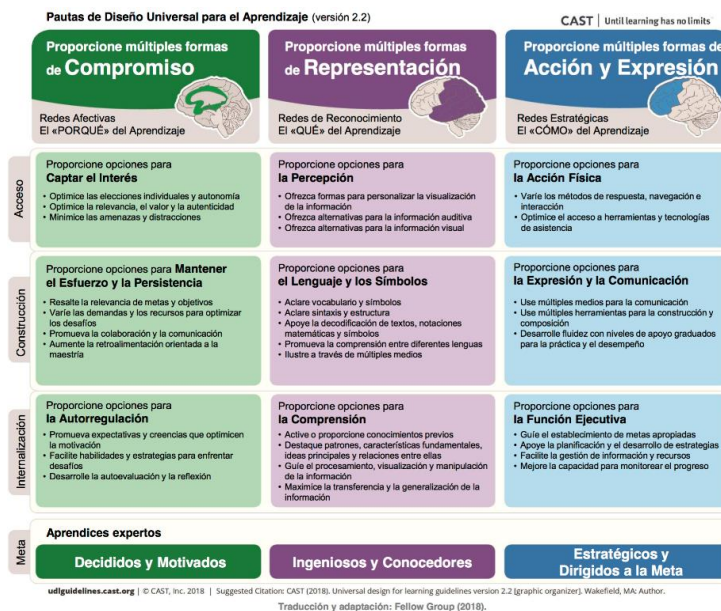 Pautas de Diseño Universal para el Aprendizaje (versión 2.2)
CAST | Until learning has no limits
Proporcione múltiples formas
de Compromiso
Redes Afectivas
El «PORQUÉ» del Aprendizaje
Proporcione múltiples formas
de Representación
Redes de Reconocimiento
El «QUÉ» del Aprendizaje
Proporcione múltiples formas de
Acción y Expresión
Redes Estratégicas
El «CÓMO» del Aprendizaje
Acceso
Proporcione opciones para
Captar el Interés
• Optimice las elecciones individuales y autonomía
• Optimice la relevancia, el valor y la autenticidad
• Minimice las amenazas y distracciones
Proporcione opciones para
la Percepción
• Ofrezca formas para personalizar la visualización
de la información
• Ofrezca alternativas para la información auditiva
• Ofrezca alternativas para la información visual
Proporcione opciones para
la Acción Física
• Varíe los métodos de respuesta, navegación e
interacción
• Optimice el acceso a herramientas y tecnologías
de asistencia
Construcción
Proporcione opciones para Mantener
el Esfuerzo y la Persistencia
• Resalte la relevancia de metas y objetivos
• Varíe las demandas y los recursos para optimizar
los desafíos
• Promueva la colaboración y la comunicación
• Aumente la retroalimentación orientada a la
maestría
Proporcione opciones para
el Lenguaje y los Símbolos
• Aclare vocabulario y símbolos
• Aclare sintaxis y estructura
• Apoye la decodificación de textos, notaciones
matemáticas y símbolos
• Promueva la comprensión entre diferentes lenguas
• Ilustre a través de múltiples medios
Proporcione opciones para
la Expresión y la Comunicación
• Use múltiples medios para la comunicación
• Use múltiples herramientas para la construcción y
composición
• Desarrolle fluidez con niveles de apoyo graduados
para la práctica y el desempeño
Internalización
Proporcione opciones para
la Autorregulación
• Promueva expectativas y creencias que optimicen
la motivación
• Facilite habilidades y estrategias para enfrentar
desafíos
• Desarrolle la autoevaluación y la reflexión
Proporcione opciones para
la Comprensión
• Active o proporcione conocimientos previos
• Destaque patrones, características fundamentales,
ideas principales y relaciones entre ellas
• Guíe el procesamiento, visualización y manipulación
de la información
• Maximice la transferencia y la generalización de la
información
Proporcione opciones para
la Función Ejecutiva
• Guíe el establecimiento de metas apropiadas
• Apoye la planificación y el desarrollo de estrategias
• Facilite la gestión de información y recursos
• Mejore la capacidad para monitorear el progreso
Meta
Aprendices expertos
Decididos y Motivados
Ingeniosos y Conocedores
Estratégicos y
Dirigidos a la Meta
udlguidelines.cast.org | © CAST, Inc. 2018 | Suggested Citation: CAST (2018). Universal design for learning guidelines version 2.2 [graphic organizer]. Wakefield, MA: Author.
Traducción y adaptación: Fellow Group (2018).